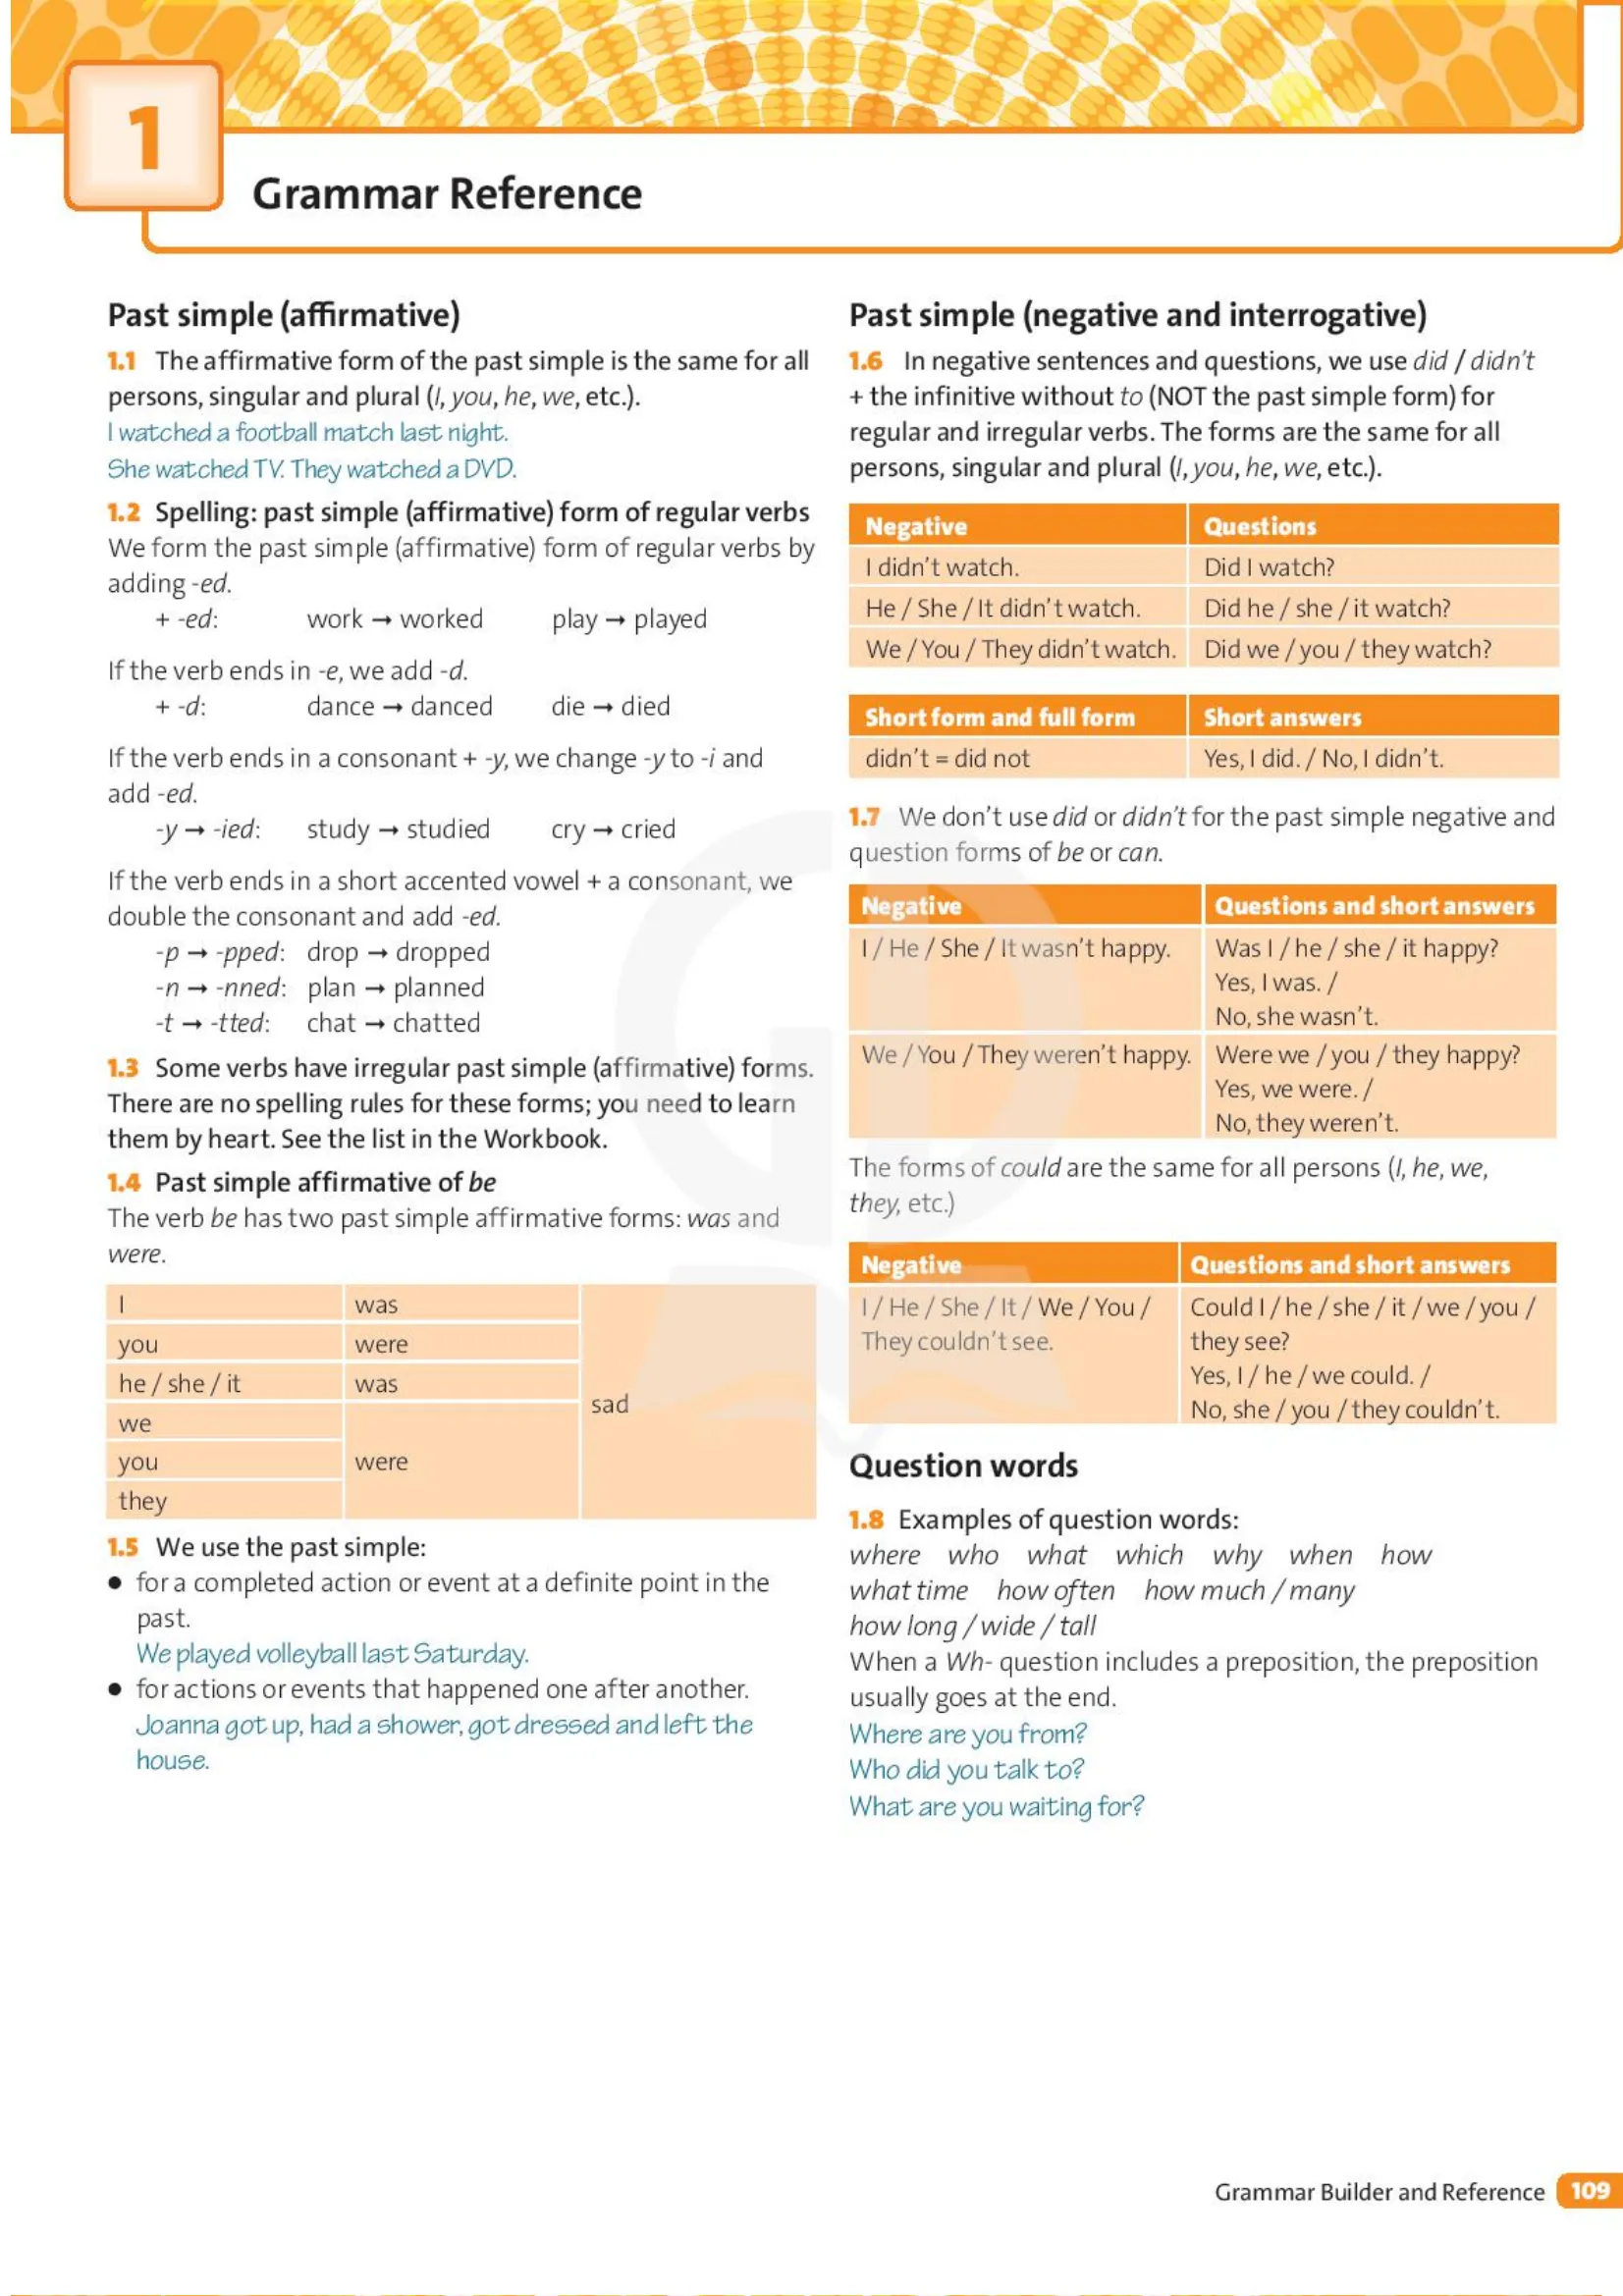 1
Grammar Reference
Past simple (affirmative)
1.1 The affirmative form of the past simple is the same for all
persons, singular and plural (I, you, he, we, etc.).
I watched a football match last night.
She watched TV. They watched a DVD.
1.2 Spelling: past simple (affirmative) form of regular verbs
We form the past simple (affirmative) form of regular verbs by
adding -ed.
+ -ed: work → worked play → played
If the verb ends in -e, we add -d.
+ -d: dance → danced die → died
If the verb ends in a consonant + -y, we change -y to -i and
add -ed.
-y → -ied: study → studied cry → cried
If the verb ends in a short accented vowel + a consonant, we
double the consonant and add -ed.
-p → -pped: drop → dropped
-n → -nned: plan → planned
-t → -tted: chat → chatted
1.3 Some verbs have irregular past simple (affirmative) forms.
There are no spelling rules for these forms; you need to learn
them by heart. See the list in the Workbook.
1.4 Past simple affirmative of be
The verb be has two past simple affirmative forms: was and
were.
I was
you were
he / she / it was
sad
we
you were
they
1.5 We use the past simple:
● for a completed action or event at a definite point in the
past.
We played volleyball last Saturday.
● for actions or events that happened one after another.
Joanna got up, had a shower, got dressed and left the
house.
Past simple (negative and interrogative)
1.6 In negative sentences and questions, we use did / didn't
+ the infinitive without to (NOT the past simple form) for
regular and irregular verbs. The forms are the same for all
persons, singular and plural (I, you, he, we, etc.).
Negative Questions
I didn't watch. Did I watch?
He / She / It didn't watch. Did he / she / it watch?
We / You / They didn't watch. Did we / you / they watch?
Short form and full form Short answers
didn't = did not Yes, I did. / No, I didn't.
1.7 We don't use did or didn't for the past simple negative and
question forms of be or can.
Negative Questions and short answers
I / He / She / It wasn't happy. Was I / he / she / it happy?
Yes, I was. /
No, she wasn't.
We / You / They weren't happy. Were we / you / they happy?
Yes, we were. /
No, they weren't.
The forms of could are the same for all persons (I, he, we,
they, etc.)
Negative Questions and short answers
I / He / She / It / We / You / Could I / he / she / it / we / you /
They couldn't see. they see?
Yes, I / he / we could. /
No, she / you / they couldn't.
Question words
1.8 Examples of question words:
where who what which why when how
what time how often how much / many
how long / wide / tall
When a Wh- question includes a preposition, the preposition
usually goes at the end.
Where are you from?
Who did you talk to?
What are you waiting for?
Grammar Builder and Reference 109